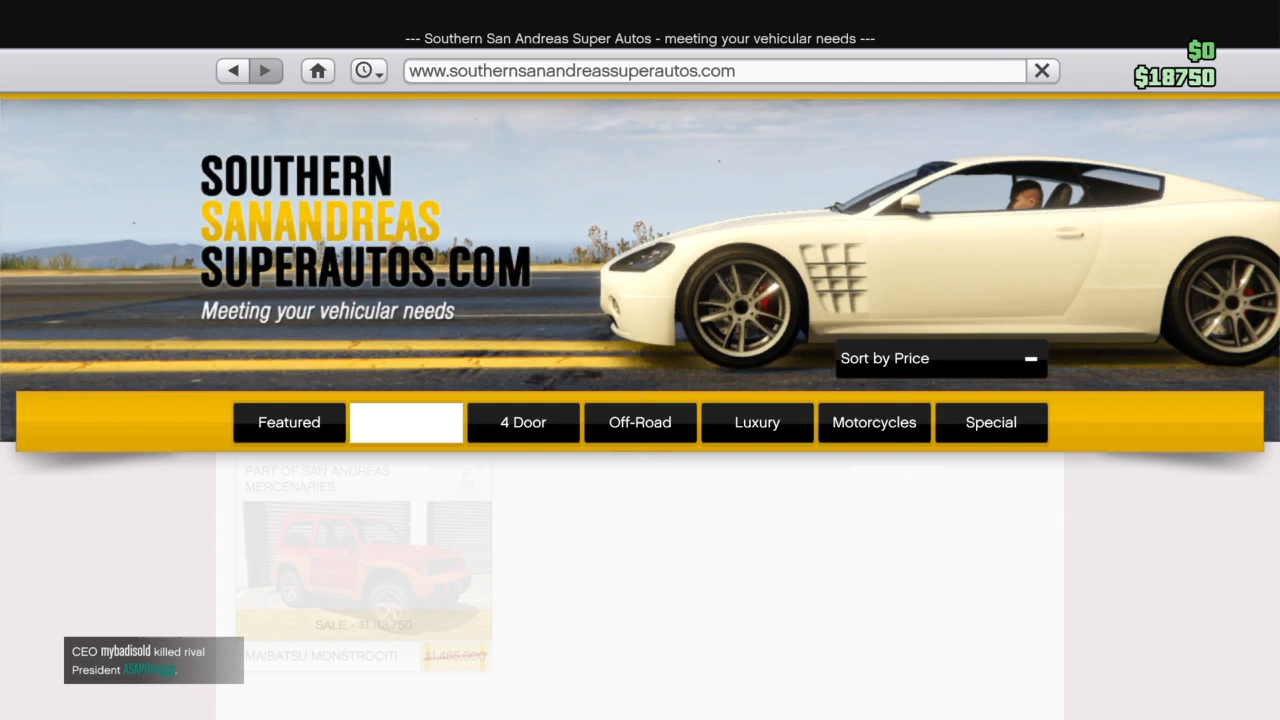 --- Southern San Andreas Super Autos - meeting your vehicular needs ---
$0
www.southernsanandreassuperautos.com
$18750
SOUTHERN
SANANDREAS
SUPERAUTOS.COM
Meeting your vehicular needs
Sort by Price
Featured
4 Door
Off-Road
Luxury
Motorcycles
Special
PART OF SAN ANDREAS
MERCENARIES
SALE - $1,113,750
MAIBATSU MONSTROCITI
$1,485,000
CEO mybadisold killed rival
President